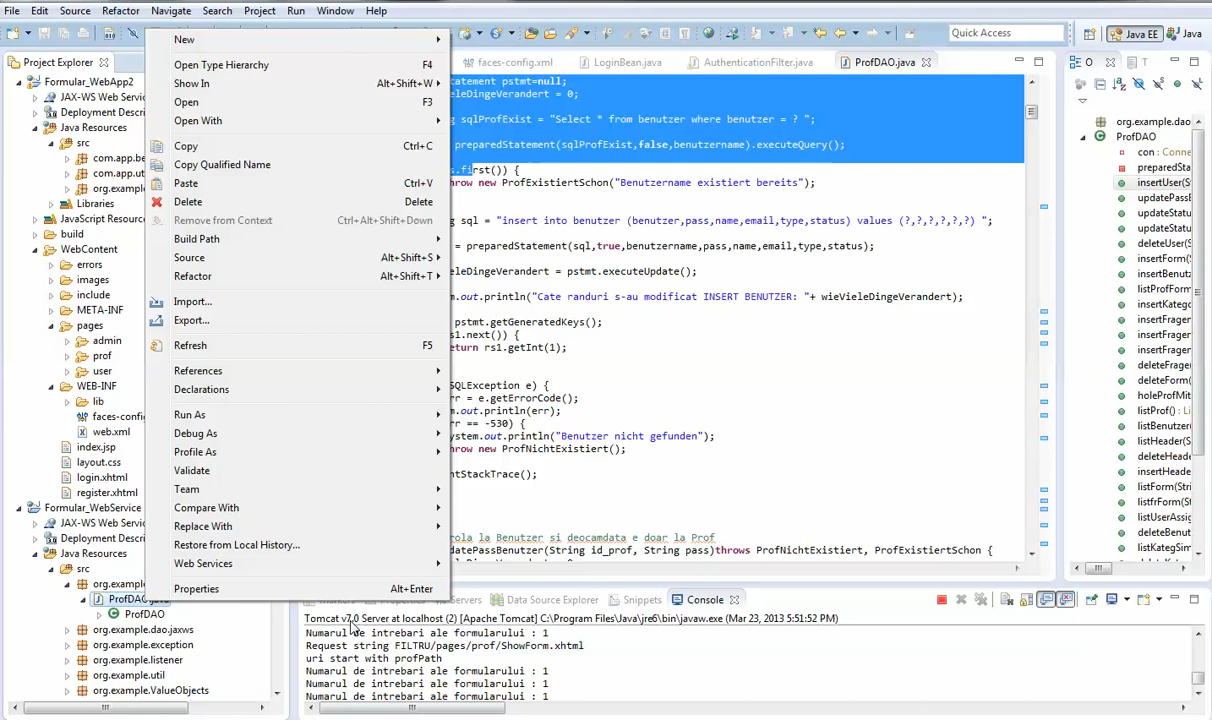 File Edit Source Refactor Navigate Search Project Run Window Help
Quick Access
Java EE
Java
Project Explorer
Formular_WebApp2
JAX-WS Web Servic
Deployment Descri
Java Resources
src
com.app.be
com.app.ut
org.example
Libraries
JavaScript Resourc
build
WebContent
errors
images
include
META-INF
pages
admin
prof
user
WEB-INF
lib
faces-confi
web.xml
index.jsp
layout.css
login.xhtml
register.xhtml
Formular_WebService
JAX-WS Web Servi
Deployment Descri
Java Resources
src
org.example
ProfDAO.java
ProfDAO
org.example.dao.jaxws
org.example.exception
org.example.listener
org.example.util
org.example.ValueObjects
New
Open Type Hierarchy F4
Show In Alt+Shift+W
Open F3
Open With
Copy Ctrl+C
Copy Qualified Name
Paste Ctrl+V
Delete Delete
Remove from Context Ctrl+Alt+Shift+Down
Build Path
Source Alt+Shift+S
Refactor Alt+Shift+T
Import...
Export...
Refresh F5
References
Declarations
Run As
Debug As
Profile As
Validate
Team
Compare With
Replace With
Restore from Local History...
Web Services
Properties Alt+Enter
faces-config.xml
LoginBean.java
AuthenticationFilter.java
ProfDAO.java
tatement pstmt=null;
eleDingeVerandert = 0;
g sqlProfExist = "Select * from benutzer where benutzer = ? ";
preparedStatement(sqlProfExist,false,benutzername).executeQuery();
s.first()) {
hrow new ProfExistiertSchon("Benutzername existiert bereits");
g sql = "insert into benutzer (benutzer,pass,name,email,type,status) values (?,?,?,?,?,?) ";
= preparedStatement(sql,true,benutzername,pass,name,email,type,status);
eleDingeVerandert = pstmt.executeUpdate();
m.out.println("Cate randuri s-au modificat INSERT BENUTZER: "+ wieVieleDingeVerandert);
pstmt.getGeneratedKeys();
s1.next()) {
eturn rs1.getInt(1);
SQLException e) {
rr = e.getErrorCode();
m.out.println(err);
rr == -530) {
ystem.out.println("Benutzer nicht gefunden");
hrow new ProfNichtExistiert();
ntStackTrace();
rola la Benutzer si deocamdata e doar la Prof
datePassBenutzer(String id_prof, String pass)throws ProfNichtExistiert, ProfExistiertSchon {
O
T
org.example.dao
ProfDAO
con : Connectio
preparedStatem
insertUser(S
updatePassB
updateStatu
updateStatu
deleteUser(
insertForm(
insertBenut
listProfForm
insertKateg
insertFrage
insertFrager
insertFrager
deleteForm(
holeProfMit
listProf() : Li
listBenutzer
listHeader(S
deleteHeade
insertHeade
listForm(Str
listfrForm(St
listUserAssig
deleteUser(S
listKategSim
Markers
Properties
Servers
Data Source Explorer
Snippets
Console
Tomcat v7.0 Server at localhost (2) [Apache Tomcat] C:\Program Files\Java\jre6\bin\javaw.exe (Mar 23, 2013 5:51:52 PM)
Numarul de intrebari ale formularului : 1
Request string FILTRU/pages/prof/ShowForm.xhtml
uri start with profPath
Numarul de intrebari ale formularului : 1
Numarul de intrebari ale formularului : 1
Numarul de intrebari ale formularului : 1